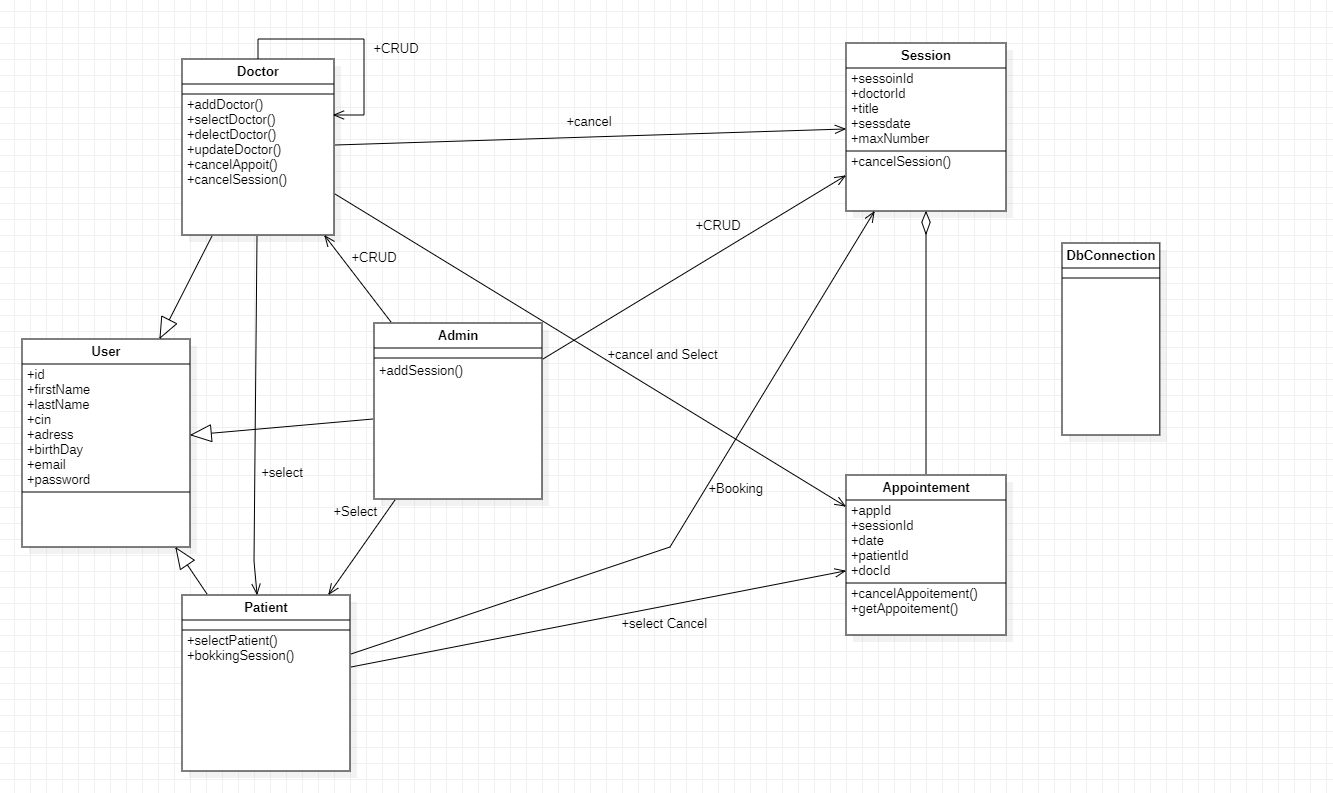 +CRUD
Doctor
+addDoctor()
+selectDoctor()
+delectDoctor()
+updateDoctor()
+cancelAppoit()
+cancelSession()
+cancel
Session
+sessoinId
+doctorId
+title
+sessdate
+maxNumber
+cancelSession()
+CRUD
+CRUD
DbConnection
Admin
+addSession()
+cancel and Select
User
+id
+firstName
+lastName
+cin
+adress
+birthDay
+email
+password
+select
+Select
+Booking
Appointement
+appId
+sessionId
+date
+patientId
+docId
+cancelAppoitement()
+getAppoitement()
Patient
+selectPatient()
+bokkingSession()
+select Cancel